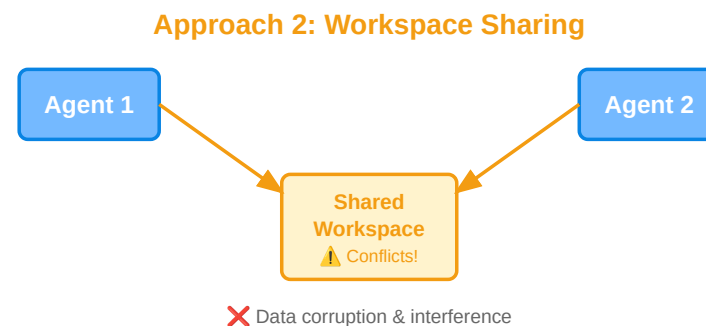 Approach 2: Workspace Sharing
Agent 1
Agent 2
Shared
Workspace
⚠️ Conflicts!
❌ Data corruption & interference